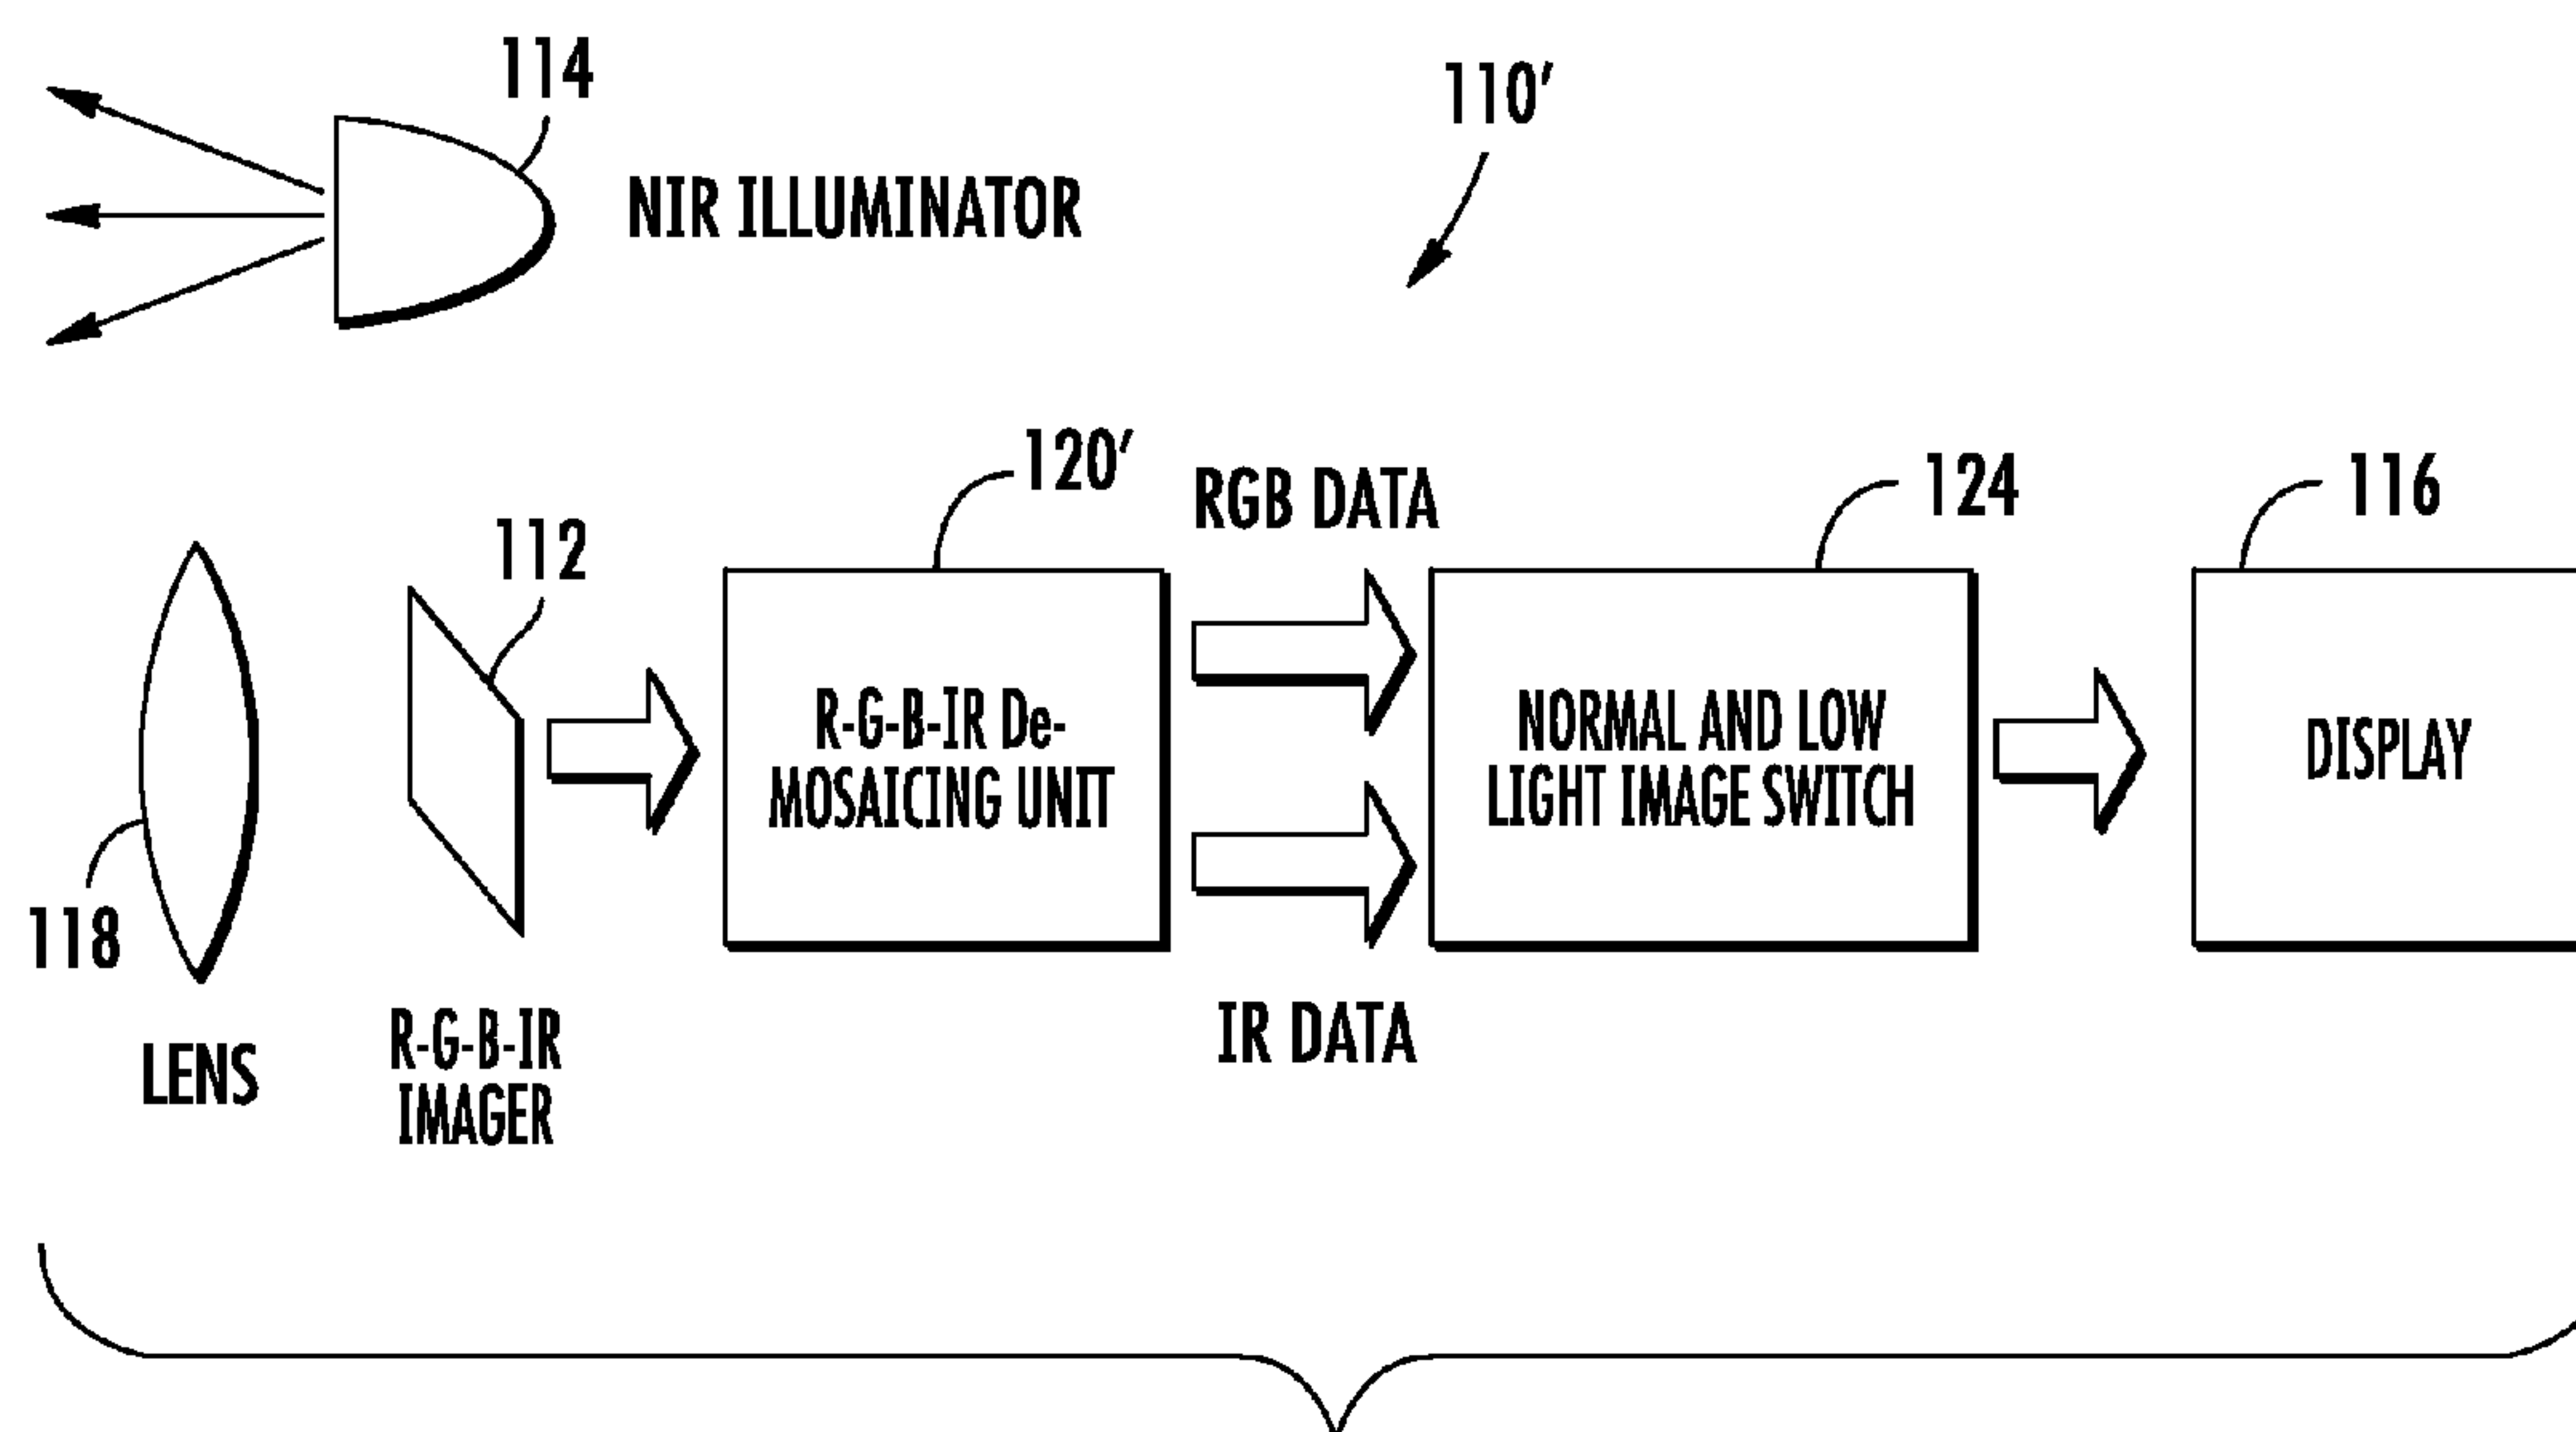 114
110′
NIR ILLUMINATOR
120′
RGB DATA
124
116
112
R-G-B-IR De-
MOSAICING UNIT
NORMAL AND LOW
LIGHT IMAGE SWITCH
DISPLAY
118
LENS
R-G-B-IR
IMAGER
IR DATA